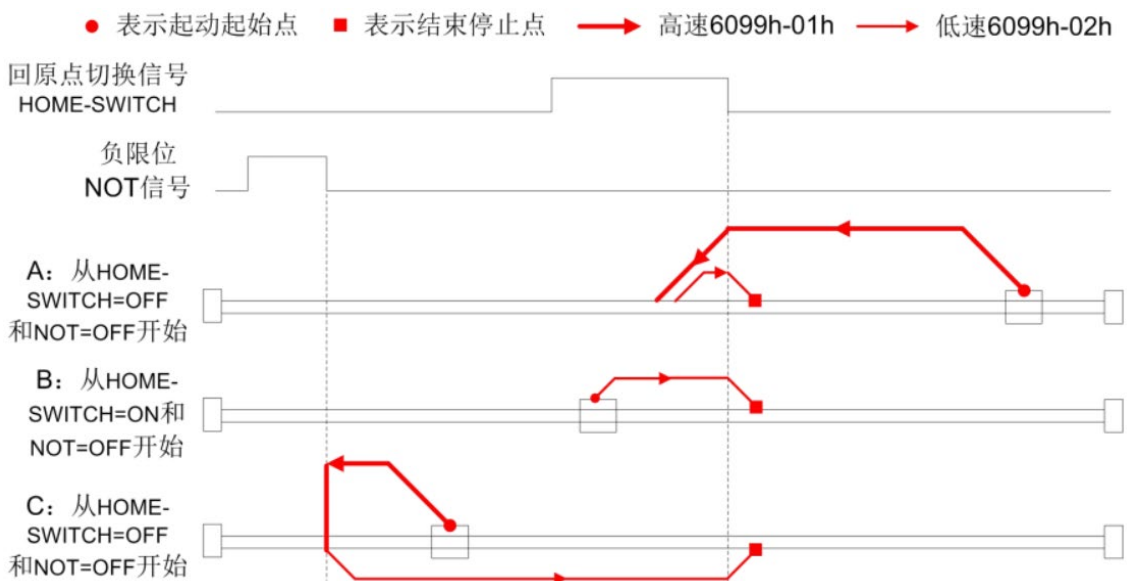 表示起动起始点 表示结束停止点 高速6099h-01h 低速6099h-02h
回原点切换信号
HOME-SWITCH
负限位
NOT信号
A：从HOME-
SWITCH=OFF
和NOT=OFF开始
B：从HOME-
SWITCH=ON和
NOT=OFF开始
C：从HOME-
SWITCH=OFF
和NOT=OFF开始